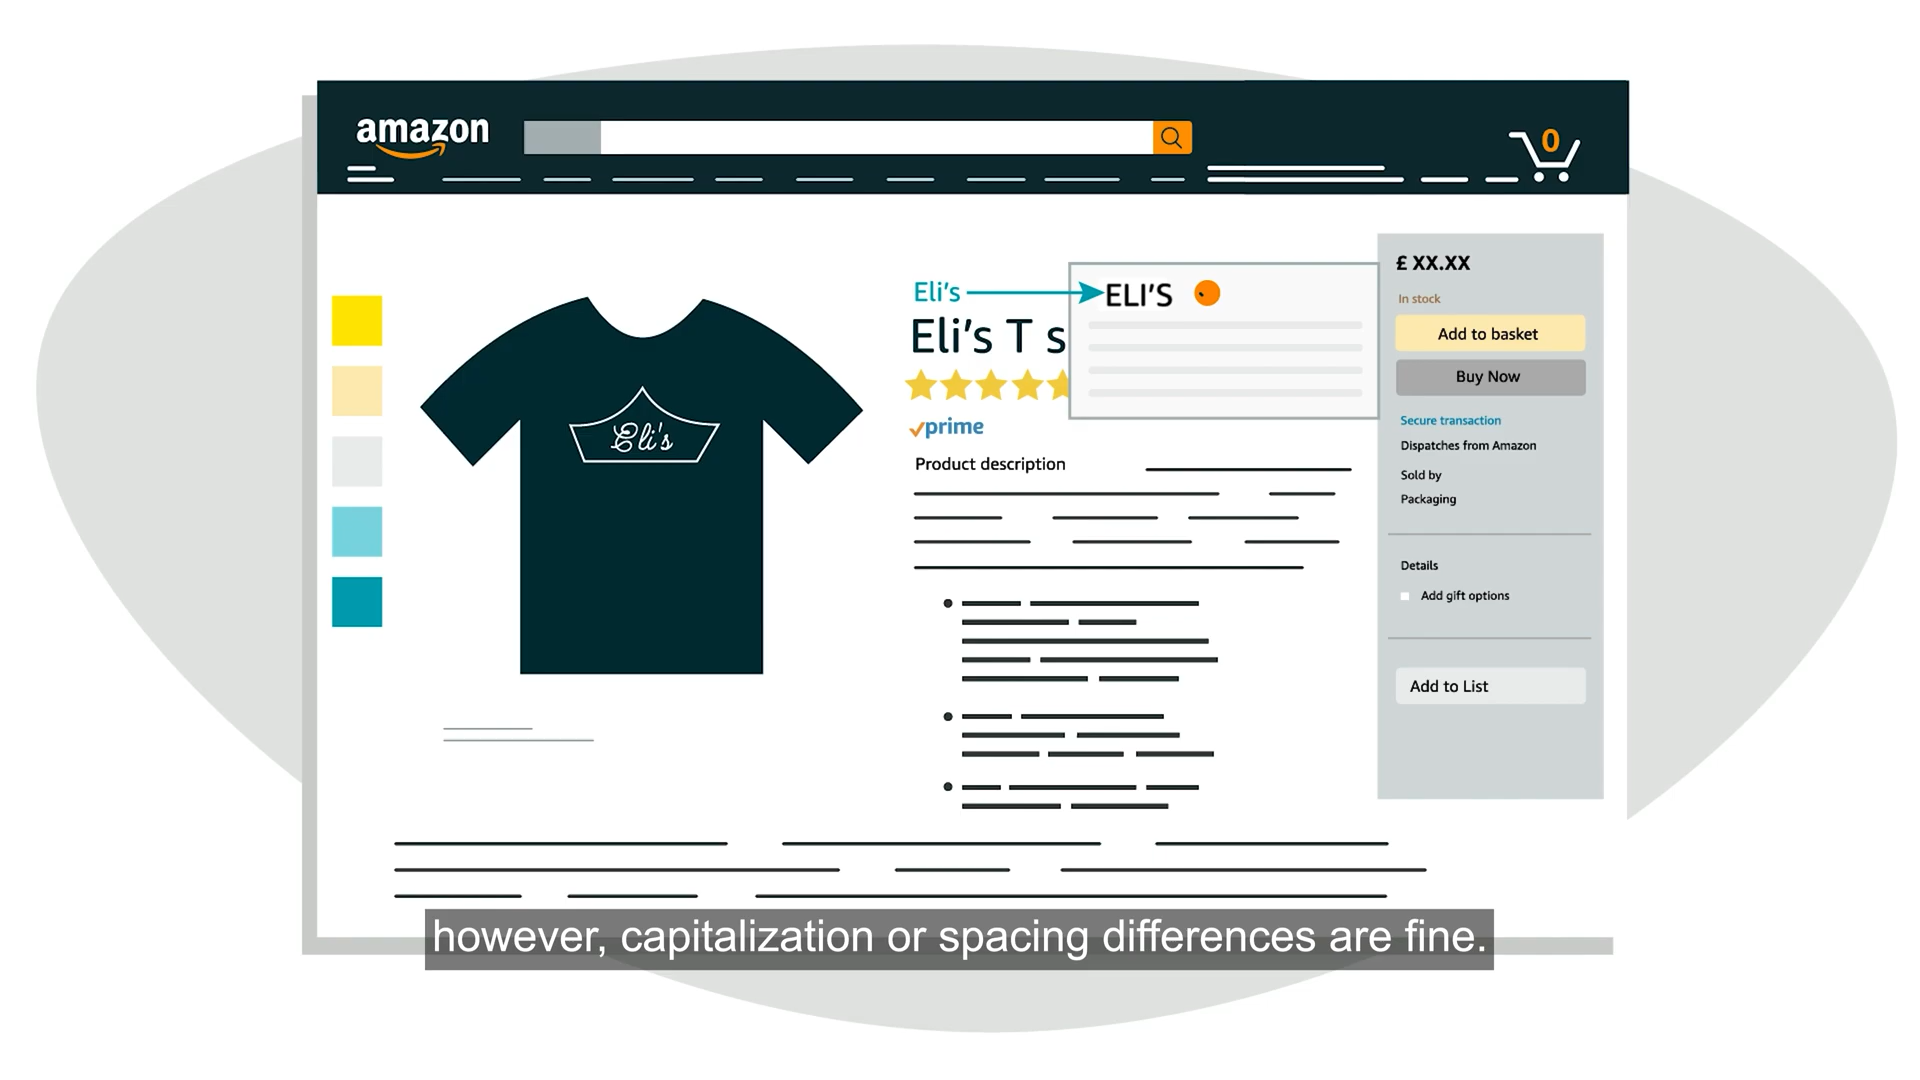 amazon
0
Eli's
ELI'S
Eli's T s
prime
Product description
Eli's
£ XX.XX
In stock
Add to basket
Buy Now
Secure transaction
Dispatches from Amazon
Sold by
Packaging
Details
Add gift options
Add to List
however, capitalization or spacing differences are fine.